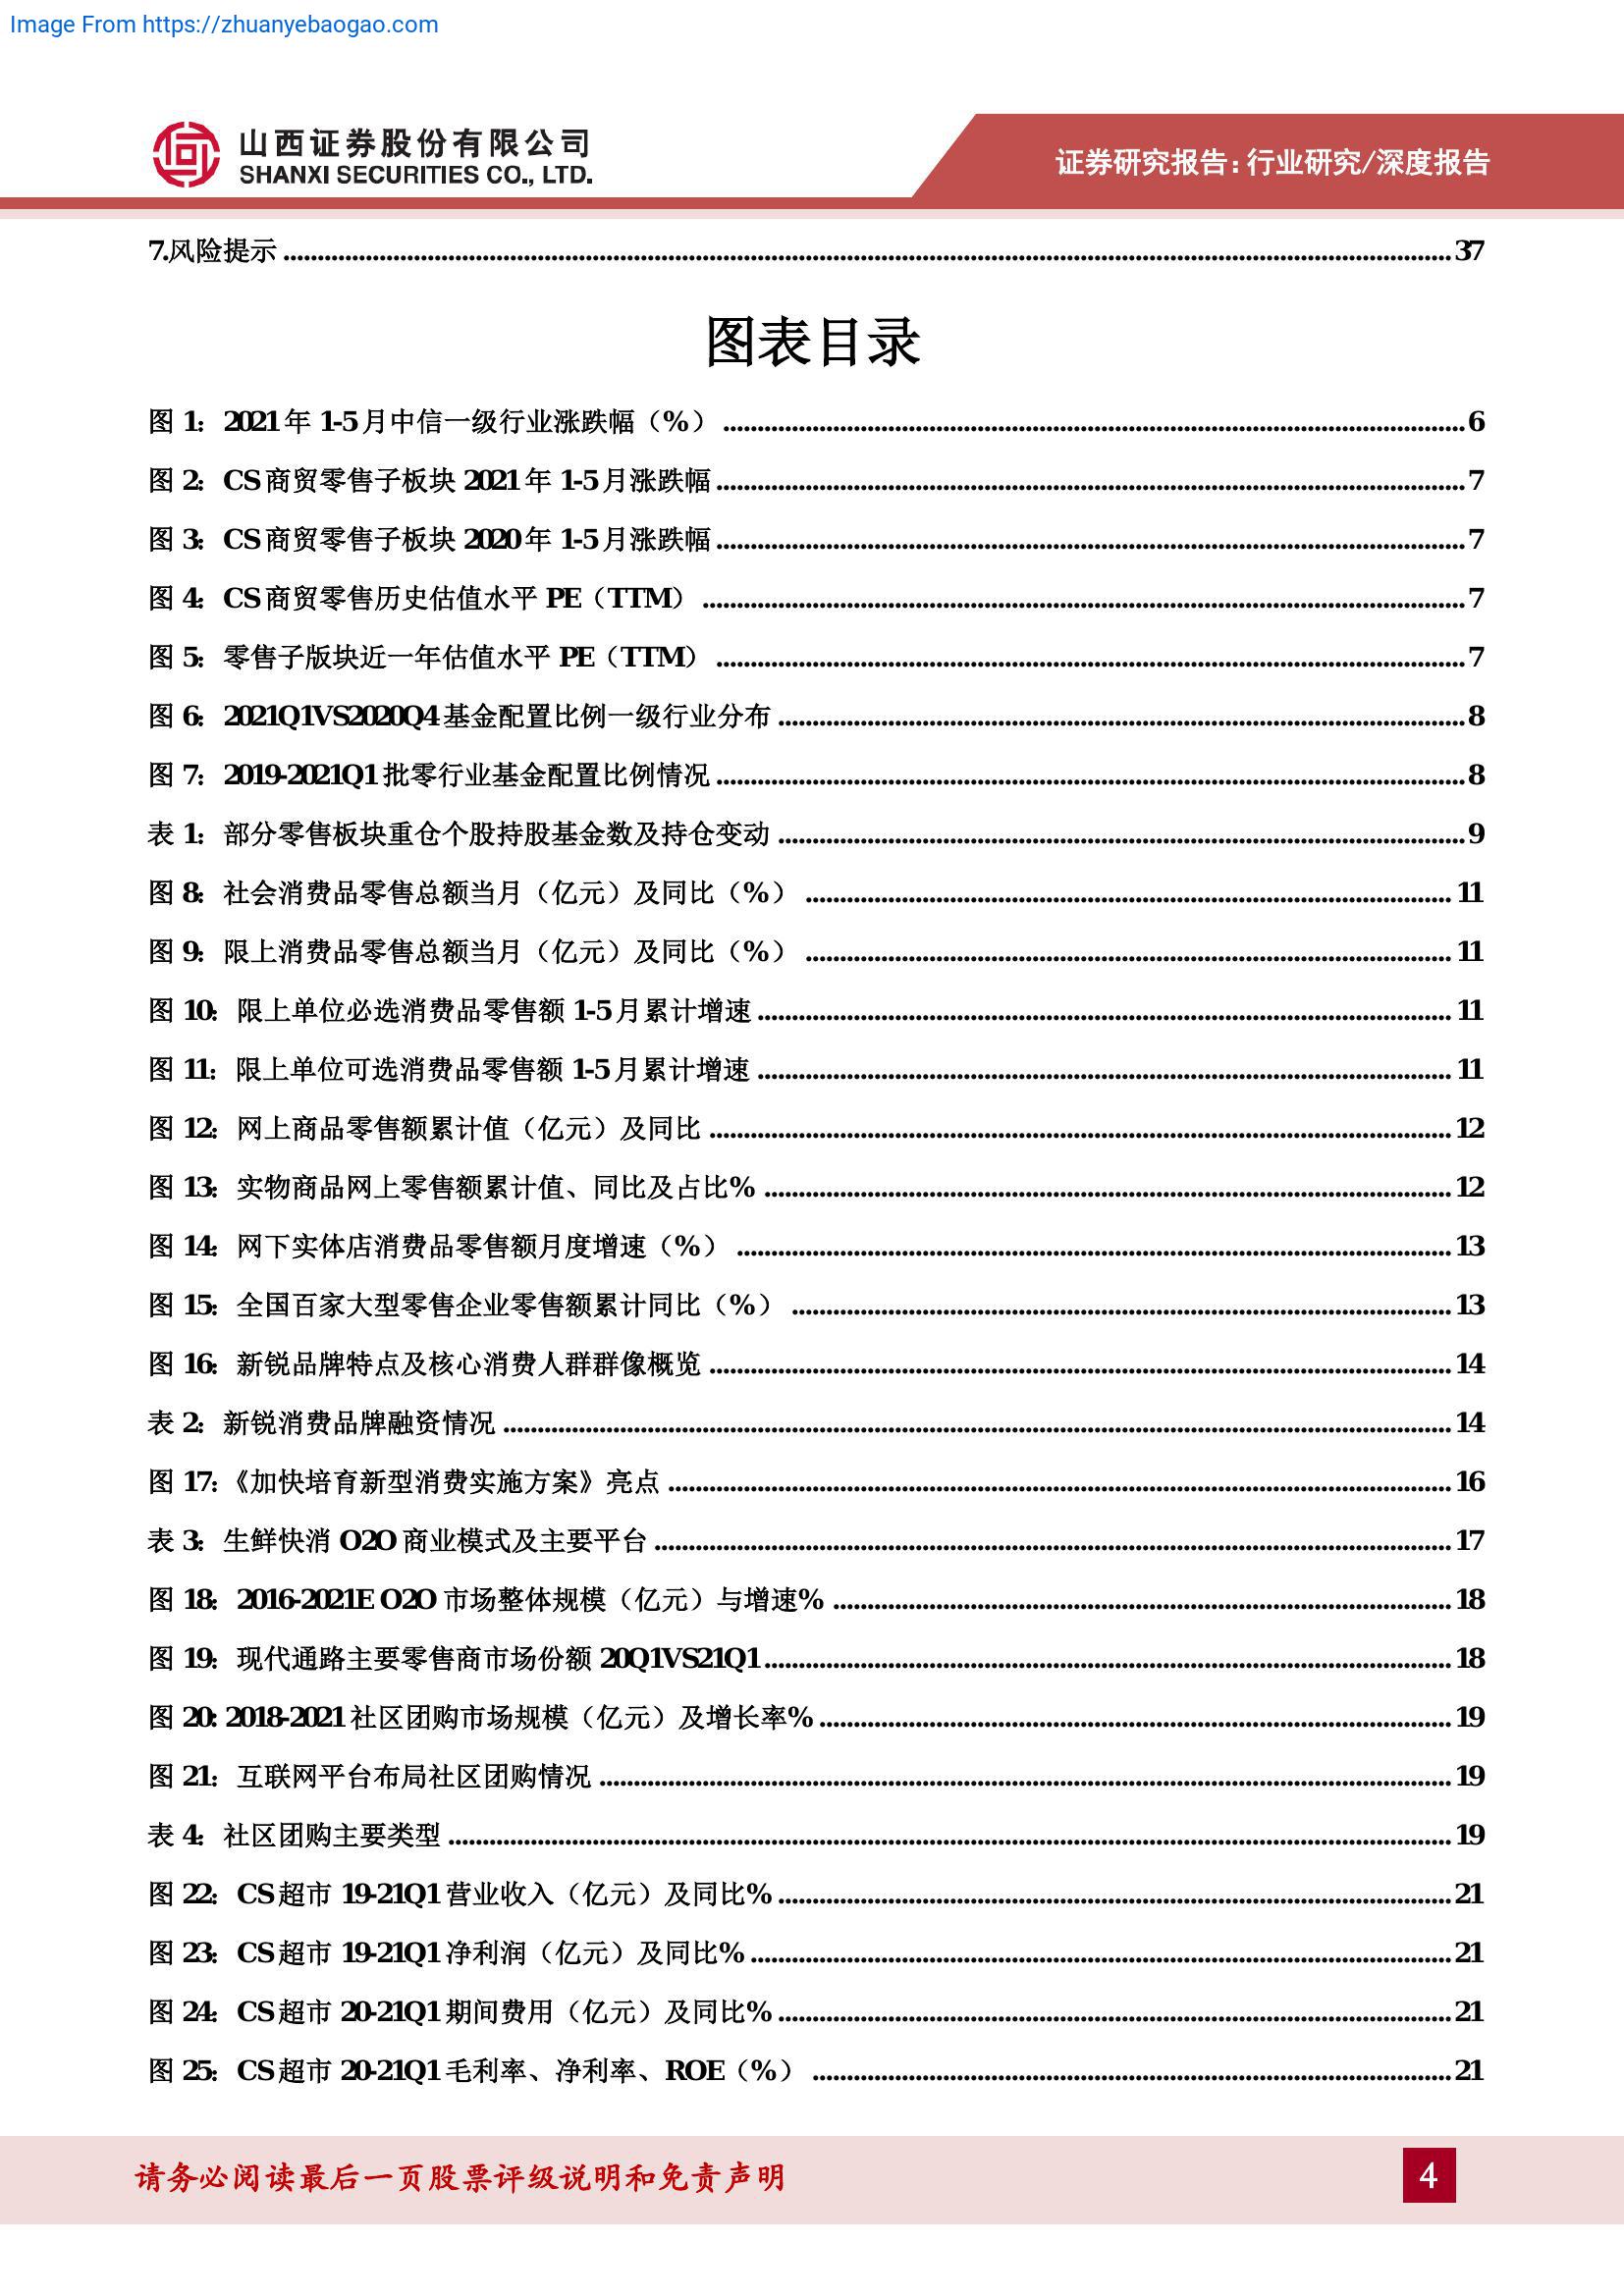 Image From https://zhuanyebaogao.com
山西证券股份有限公司
SHANXI SECURITIES CO., LTD.
证券研究报告：行业研究/深度报告
7.风险提示 ........ 37
图表目录
图 1： 2021 年 1-5 月中信一级行业涨跌幅（%） ........ 6
图 2： CS 商贸零售子板块 2021 年 1-5 月涨跌幅 ........ 7
图 3： CS 商贸零售子板块 2020 年 1-5 月涨跌幅 ........ 7
图 4： CS 商贸零售历史估值水平 PE（TTM） ........ 7
图 5： 零售子版块近一年估值水平 PE（TTM） ........ 7
图 6： 2021Q1VS2020Q4 基金配置比例一级行业分布 ........ 8
图 7： 2019-2021Q1 批零行业基金配置比例情况 ........ 8
表 1： 部分零售板块重仓个股持股基金数及持仓变动 ........ 9
图 8： 社会消费品零售总额当月（亿元）及同比（%） ........ 11
图 9： 限上消费品零售总额当月（亿元）及同比（%） ........ 11
图 10： 限上单位必选消费品零售额 1-5 月累计增速 ........ 11
图 11： 限上单位可选消费品零售额 1-5 月累计增速 ........ 11
图 12： 网上商品零售额累计值（亿元）及同比 ........ 12
图 13： 实物商品网上零售额累计值、同比及占比% ........ 12
图 14： 网下实体店消费品零售额月度增速（%） ........ 13
图 15： 全国百家大型零售企业零售额累计同比（%） ........ 13
图 16： 新锐品牌特点及核心消费人群群像概览 ........ 14
表 2： 新锐消费品牌融资情况 ........ 14
图 17：《加快培育新型消费实施方案》亮点 ........ 16
表 3： 生鲜快消 O2O 商业模式及主要平台 ........ 17
图 18： 2016-2021E O2O 市场整体规模（亿元）与增速% ........ 18
图 19： 现代通路主要零售商市场份额 20Q1VS21Q1 ........ 18
图 20: 2018-2021 社区团购市场规模（亿元）及增长率% ........ 19
图 21： 互联网平台布局社区团购情况 ........ 19
表 4： 社区团购主要类型 ........ 19
图 22： CS 超市 19-21Q1 营业收入（亿元）及同比% ........ 21
图 23： CS 超市 19-21Q1 净利润（亿元）及同比% ........ 21
图 24： CS 超市 20-21Q1 期间费用（亿元）及同比% ........ 21
图 25： CS 超市 20-21Q1 毛利率、净利率、ROE（%） ........ 21
请务必阅读最后一页股票评级说明和免责声明
4